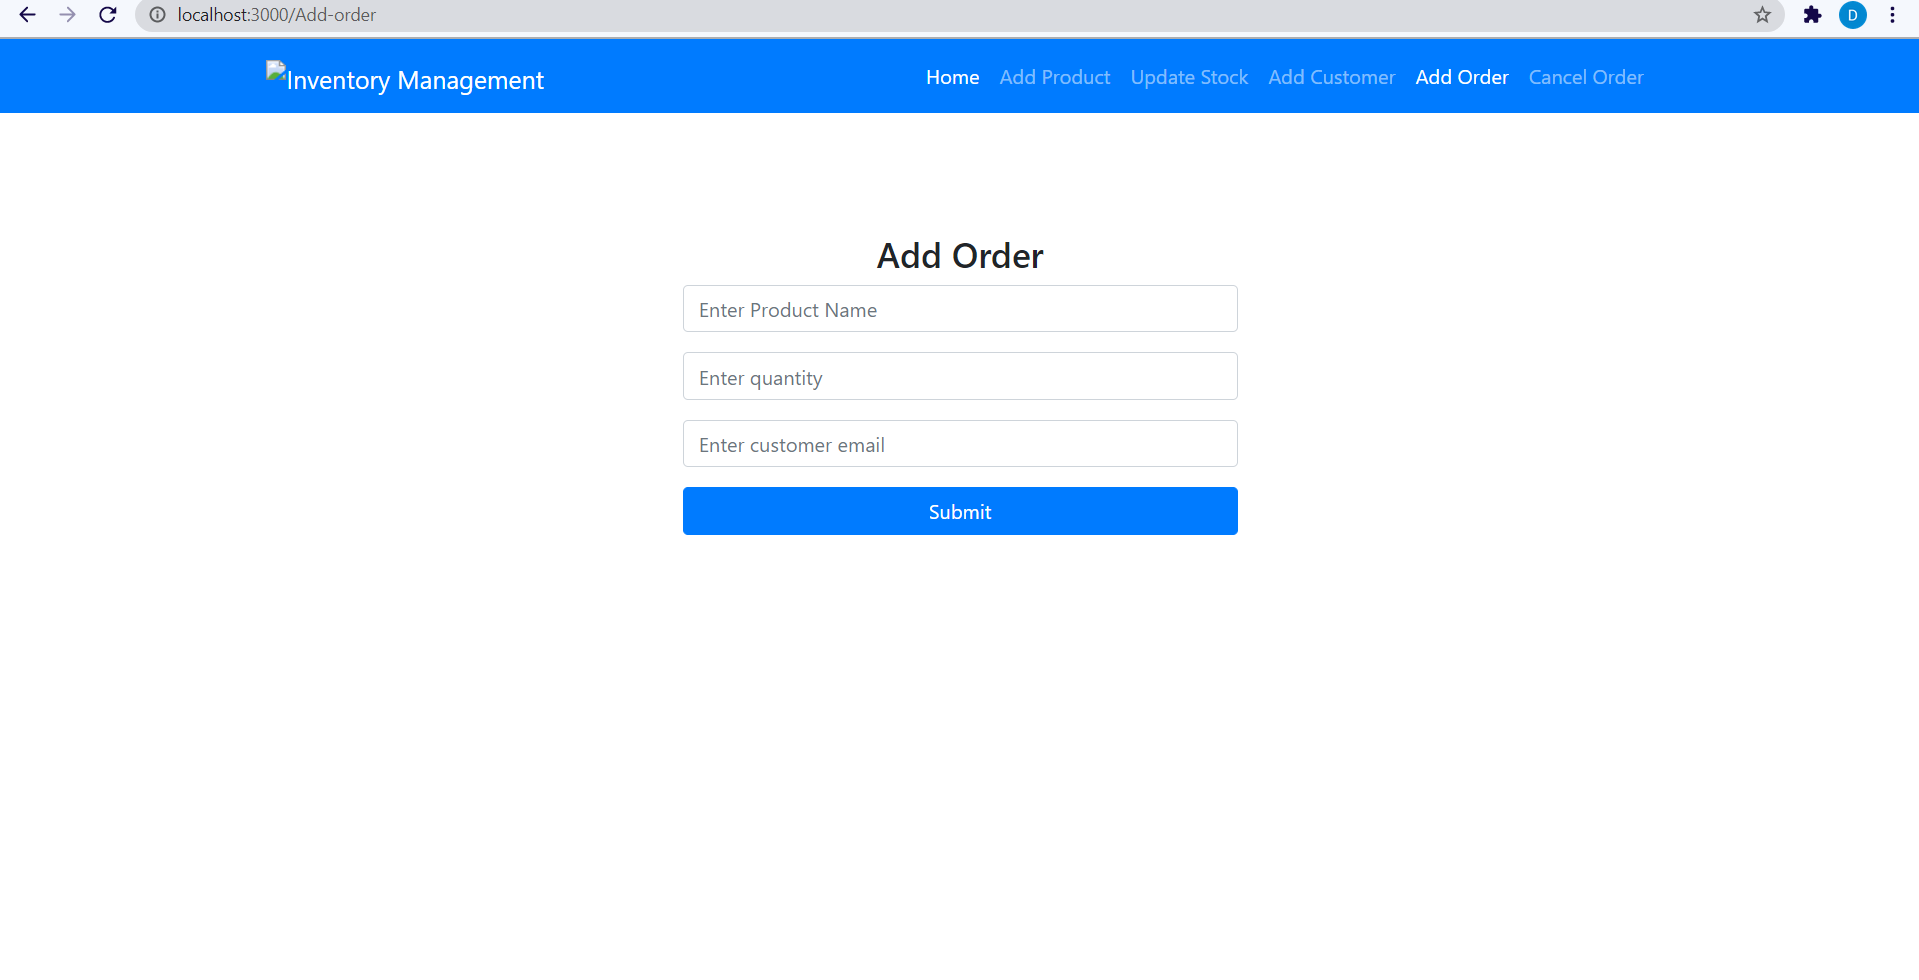 localhost:3000/Add-order
D
Inventory Management Home Add Product Update Stock Add Customer Add Order Cancel Order
Add Order
Enter Product Name
Enter quantity
Enter customer email
Submit